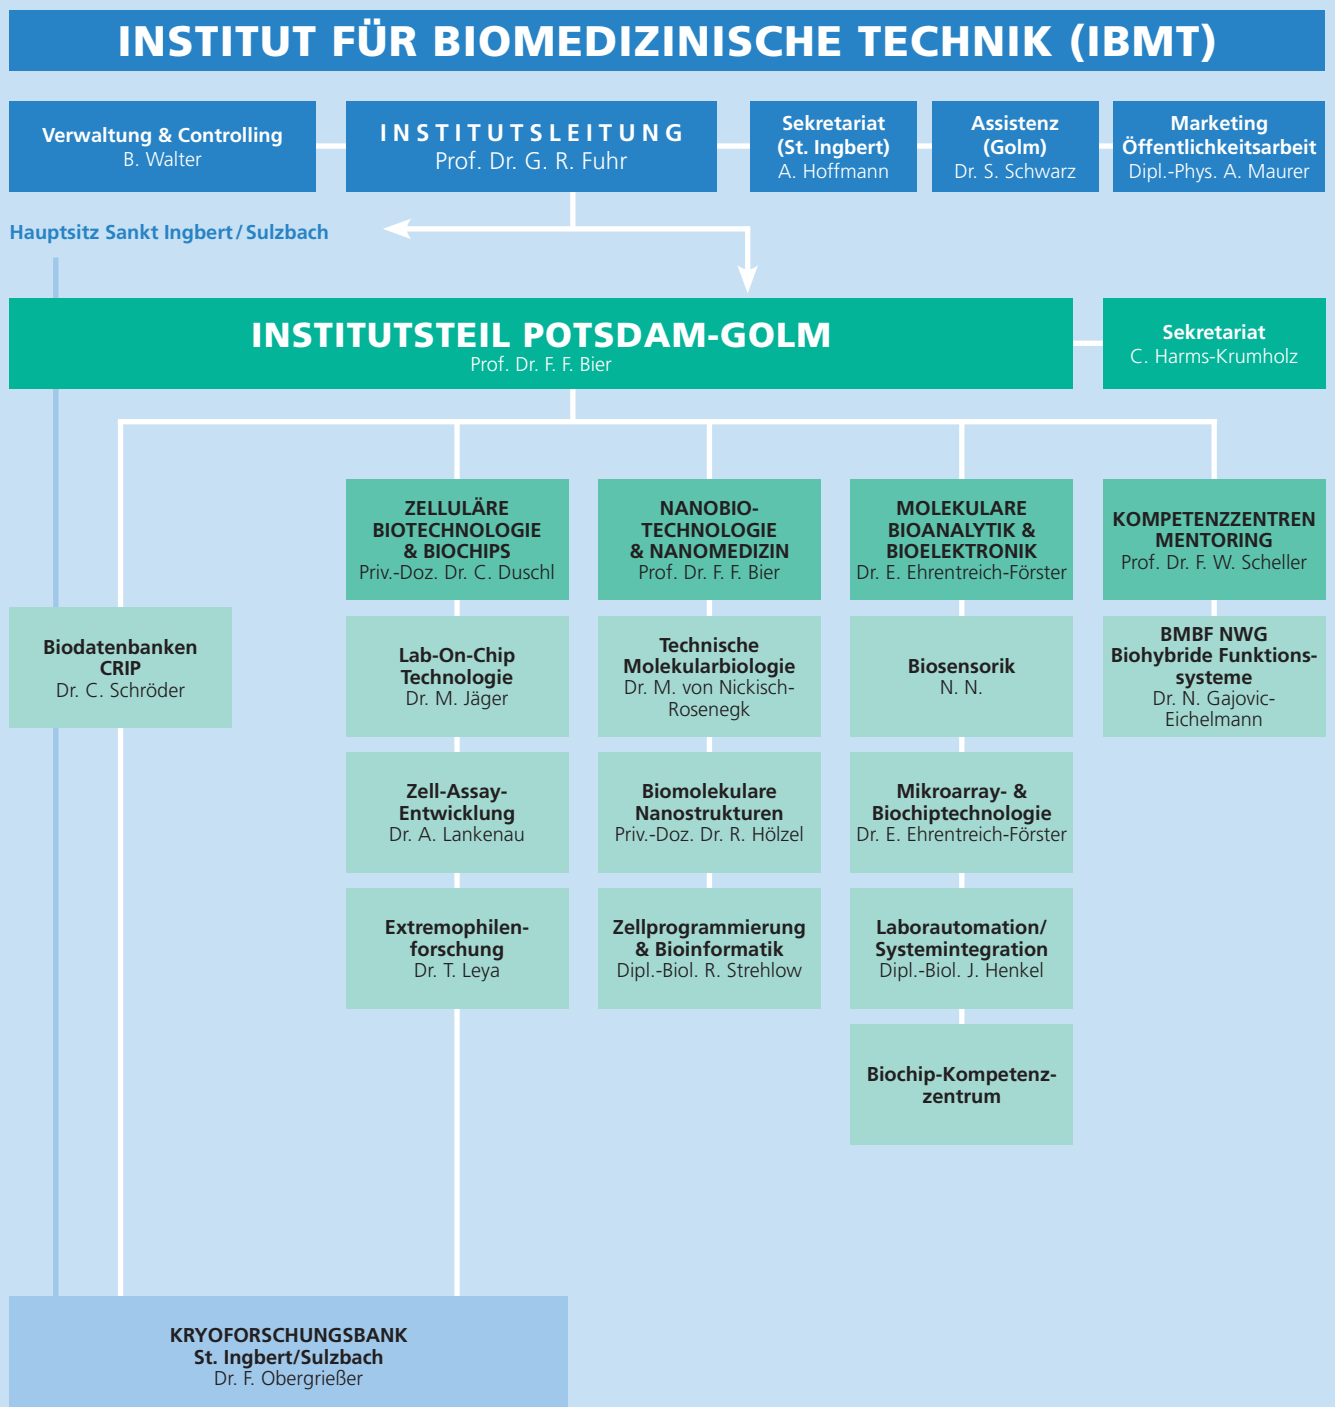 INSTITUT FÜR BIOMEDIZINISCHE TECHNIK (IBMT)
Verwaltung & Controlling
B. Walter
INSTITUTSLEITUNG
Prof. Dr. G. R. Fuhr
Sekretariat
(St. Ingbert)
A. Hoffmann
Assistenz
(Golm)
Dr. S. Schwarz
Marketing
Öffentlichkeitsarbeit
Dipl.-Phys. A. Maurer
Hauptsitz Sankt Ingbert/Sulzbach
INSTITUTSTEIL POTSDAM-GOLM
Prof. Dr. F. F. Bier
Sekretariat
C. Harms-Krumholz
ZELLULÄRE
BIOTECHNOLOGIE
& BIOCHIPS
Priv.-Doz. Dr. C. Duschl
NANOBIO-
TECHNOLOGIE
& NANOMEDIZIN
Prof. Dr. F. F. Bier
MOLEKULARE
BIOANALYTIK &
BIOELEKTRONIK
Dr. E. Ehrentreich-Förster
KOMPETENZZENTREN
MENTORING
Prof. Dr. F. W. Scheller
Biodatenbanken
CRIP
Dr. C. Schröder
Lab-On-Chip
Technologie
Dr. M. Jäger
Technische
Molekularbiologie
Dr. M. von Nickisch-
Rosenegk
Biosensorik
N. N.
BMBF NWG
Biohybride Funktions-
systeme
Dr. N. Gajovic-
Eichelmann
Zell-Assay-
Entwicklung
Dr. A. Lankenau
Biomolekulare
Nanostrukturen
Priv.-Doz. Dr. R. Hölzel
Mikroarray- &
Biochiptechnologie
Dr. E. Ehrentreich-Förster
Extremophilen-
forschung
Dr. T. Leya
Zellprogrammierung
& Bioinformatik
Dipl.-Biol. R. Strehlow
Laborautomation/
Systemintegration
Dipl.-Biol. J. Henkel
Biochip-Kompetenz-
zentrum
KRYOFORSCHUNGSBANK
St. Ingbert/Sulzbach
Dr. F. Obergrießer